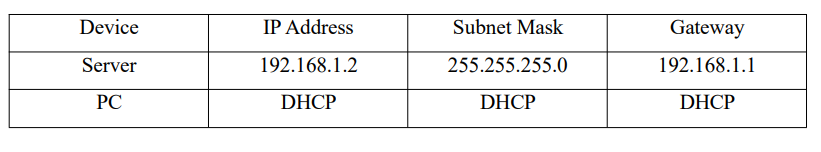 Device IP Address Subnet Mask Gateway
Server 192.168.1.2 255.255.255.0 192.168.1.1
PC DHCP DHCP DHCP